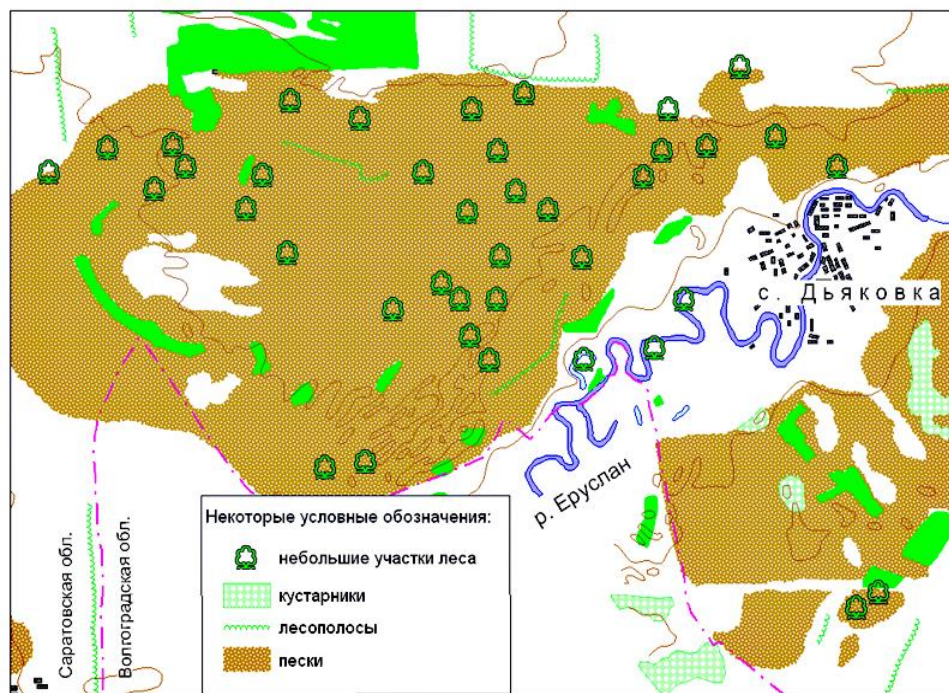 с. Дьяковка
р. Еруслан
Саратовская обл.
Волгоградская обл.
Некоторые условные обозначения:
небольшие участки леса
кустарники
лесополосы
пески